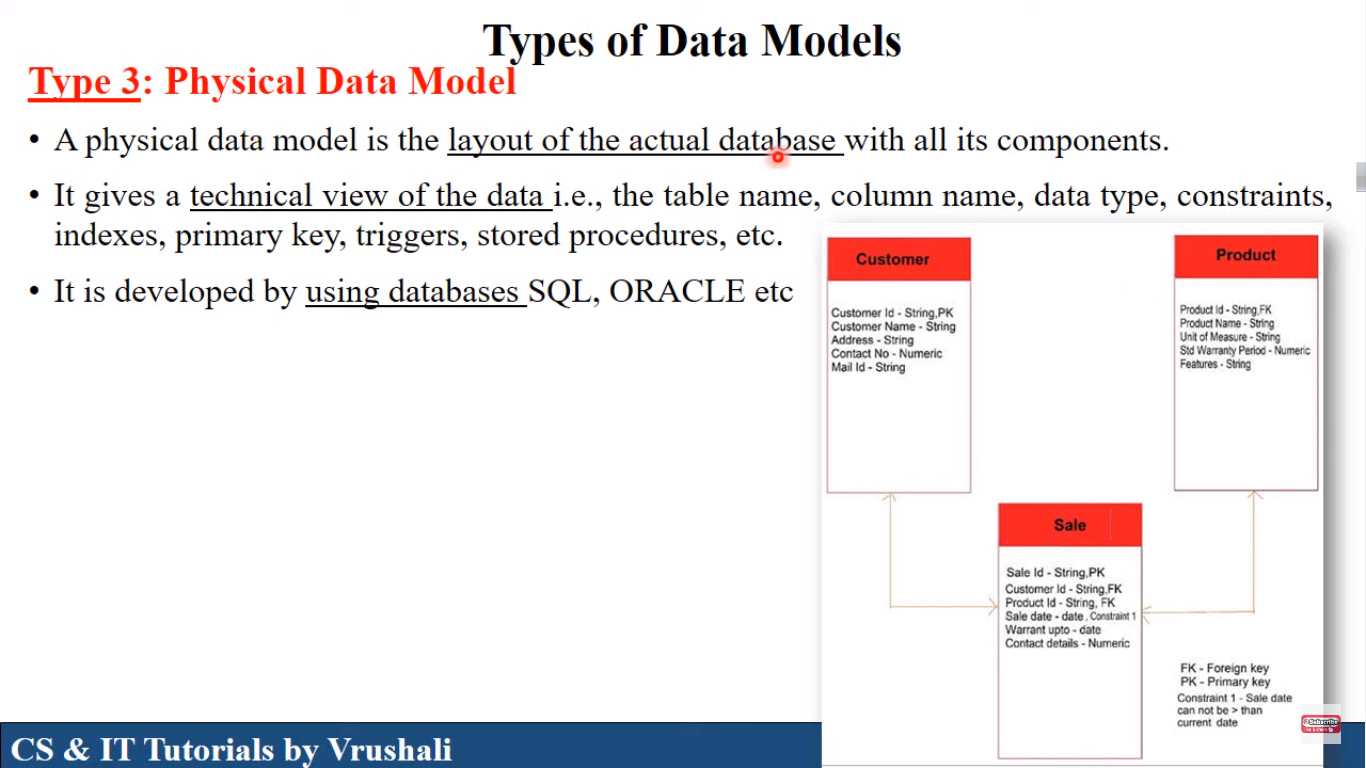 Types of Data Models
Type 3: Physical Data Model
• A physical data model is the layout of the actual database with all its components.
• It gives a technical view of the data i.e., the table name, column name, data type, constraints,
indexes, primary key, triggers, stored procedures, etc.
• It is developed by using databases SQL, ORACLE etc
Customer
Customer Id - String,PK
Customer Name - String
Address - String
Contact No - Numeric
Mail Id - String
Product
Product Id - String,FK
Product Name - String
Unit of Measure - String
Std Warranty Period - Numeric
Features - String
Sale
Sale Id - String,PK
Customer Id - String,FK
Product Id - String, FK
Sale date - date , Constraint 1
Warrant upto - date
Contact details - Numeric
FK - Foreign key
PK - Primary key
Constraint 1 - Sale date
can not be > than
current date
Subscribe
CS & IT Tutorials by Vrushali